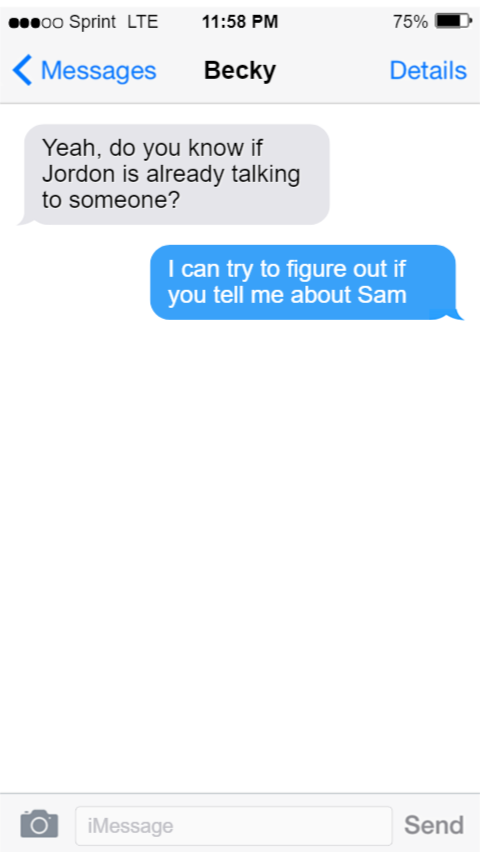 Sprint LTE 11:58 PM 75%
Messages Becky Details
Yeah, do you know if
Jordon is already talking
to someone?
I can try to figure out if
you tell me about Sam
iMessage Send